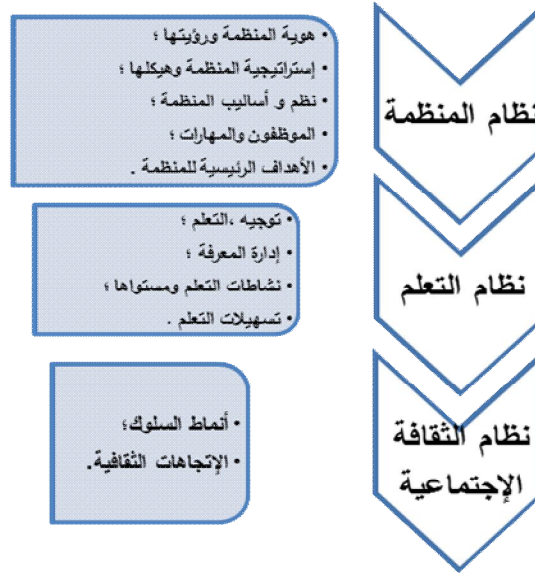 نظام المنظمة
• هوية المنظمة ورؤيتها ؛
• إستراتيجية المنظمة وهيكلها ؛
• نظم و أساليب المنظمة ؛
• الموظفون والمهارات ؛
• الأهداف الرئيسية للمنظمة .
نظام التعلم
• توجيه ،التعلم ؛
• إدارة المعرفة ؛
• نشاطات التعلم ومستواها ؛
• تسهيلات التعلم .
نظام الثقافة
الإجتماعية
• أنماط السلوك؛
• الإتجاهات الثقافية.